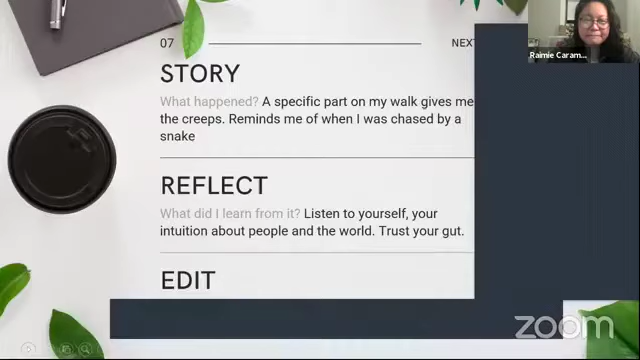 07
NEXT
Raimie Caram...
STORY
What happened? A specific part on my walk gives me
the creeps. Reminds me of when I was chased by a
snake
REFLECT
What did I learn from it? Listen to yourself, your
intuition about people and the world. Trust your gut.
EDIT
zoom